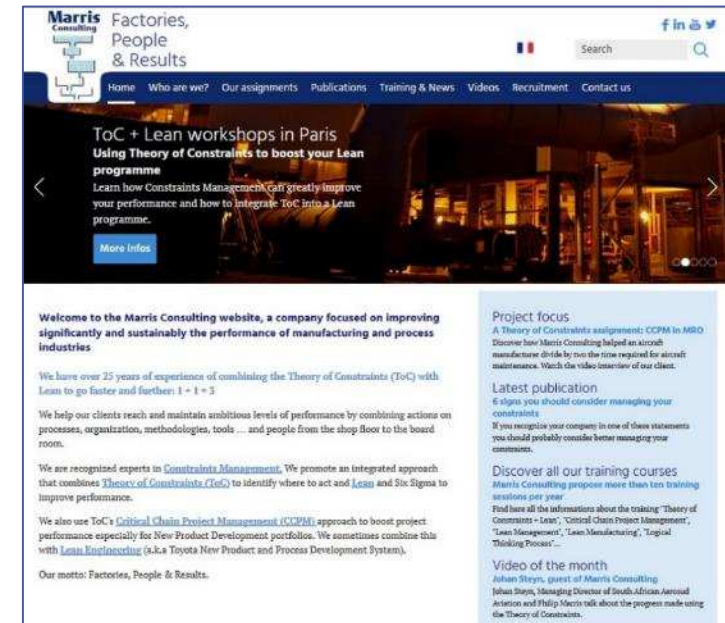 Marris
Consulting
Factories,
People
& Results
Search
Home Who are we? Our assignments Publications Training & News Videos Recruitment Contact us
ToC + Lean workshops in Paris
Using Theory of Constraints to boost your Lean
programme
Learn how Constraints Management can greatly improve
your performance and how to integrate ToC into a Lean
programme.
More infos
Welcome to the Marris Consulting website, a company focused on improving
significantly and sustainably the performance of manufacturing and process
industries
We have over 25 years of experience of combining the Theory of Constraints (ToC) with
Lean to go faster and further: 1 + 1 = 3
We help our clients reach and maintain ambitious levels of performance by combining actions on
processes, organization, methodologies, tools ... and people from the shop floor to the board
room.
We are recognized experts in Constraints Management. We promote an integrated approach
that combines Theory of Constraints (ToC) to identify where to act and Lean and Six Sigma to
improve performance.
We also use ToC's Critical Chain Project Management (CCPM) approach to boost project
performance especially for New Product Development portfolios. We sometimes combine this
with Lean Engineering (a.k.a Toyota New Product and Process Development System).
Our motto: Factories, People & Results.
Project focus
A Theory of Constraints assignment: CCPM in MRO
Discover how Marris Consulting helped an aircraft
manufacturer divide by two the time required for aircraft
maintenance. Watch the video interview of our client.
Latest publication
6 signs you should consider managing your
constraints
If you recognize your company in one of these statements
you should probably consider better managing your
constraints.
Discover all our training courses
Marris Consulting propose more than ten training
sessions per year
Find here all the informations about the training "Theory of
Constraints + Lean", "Critical Chain Project Management",
"Lean Management", "Lean Manufacturing", "Logical
Thinking Process"...
Video of the month
Johan Steyn, guest of Marris Consulting
Johan Steyn, Managing Director of South African Aerosud
Aviation and Philip Marris talk about the progress made using
the Theory of Constraints.